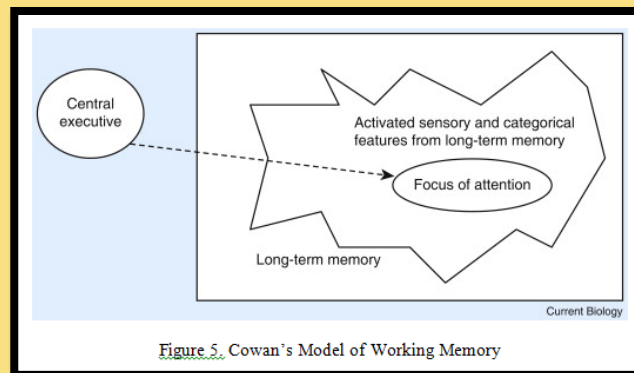 Central
executive
Activated sensory and categorical
features from long-term memory
Focus of attention
Long-term memory
Current Biology
Figure 5. Cowan's Model of Working Memory